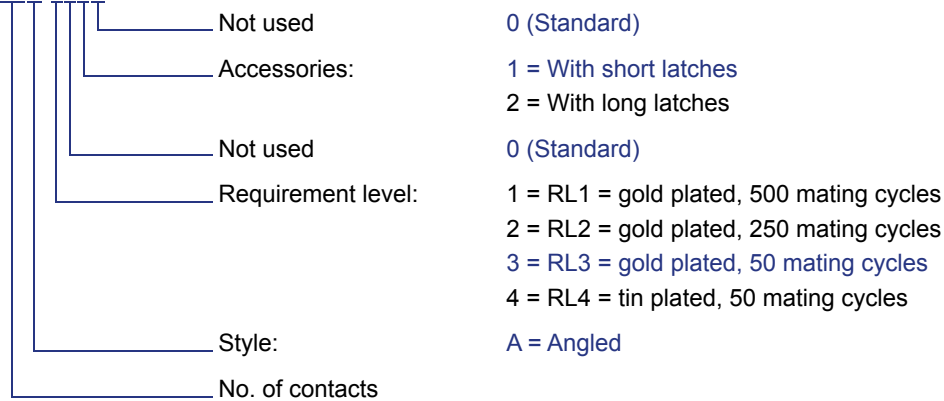 Not used 0 (Standard)
Accessories: 1 = With short latches
2 = With long latches
Not used 0 (Standard)
Requirement level: 1 = RL1 = gold plated, 500 mating cycles
2 = RL2 = gold plated, 250 mating cycles
3 = RL3 = gold plated, 50 mating cycles
4 = RL4 = tin plated, 50 mating cycles
Style: A = Angled
No. of contacts